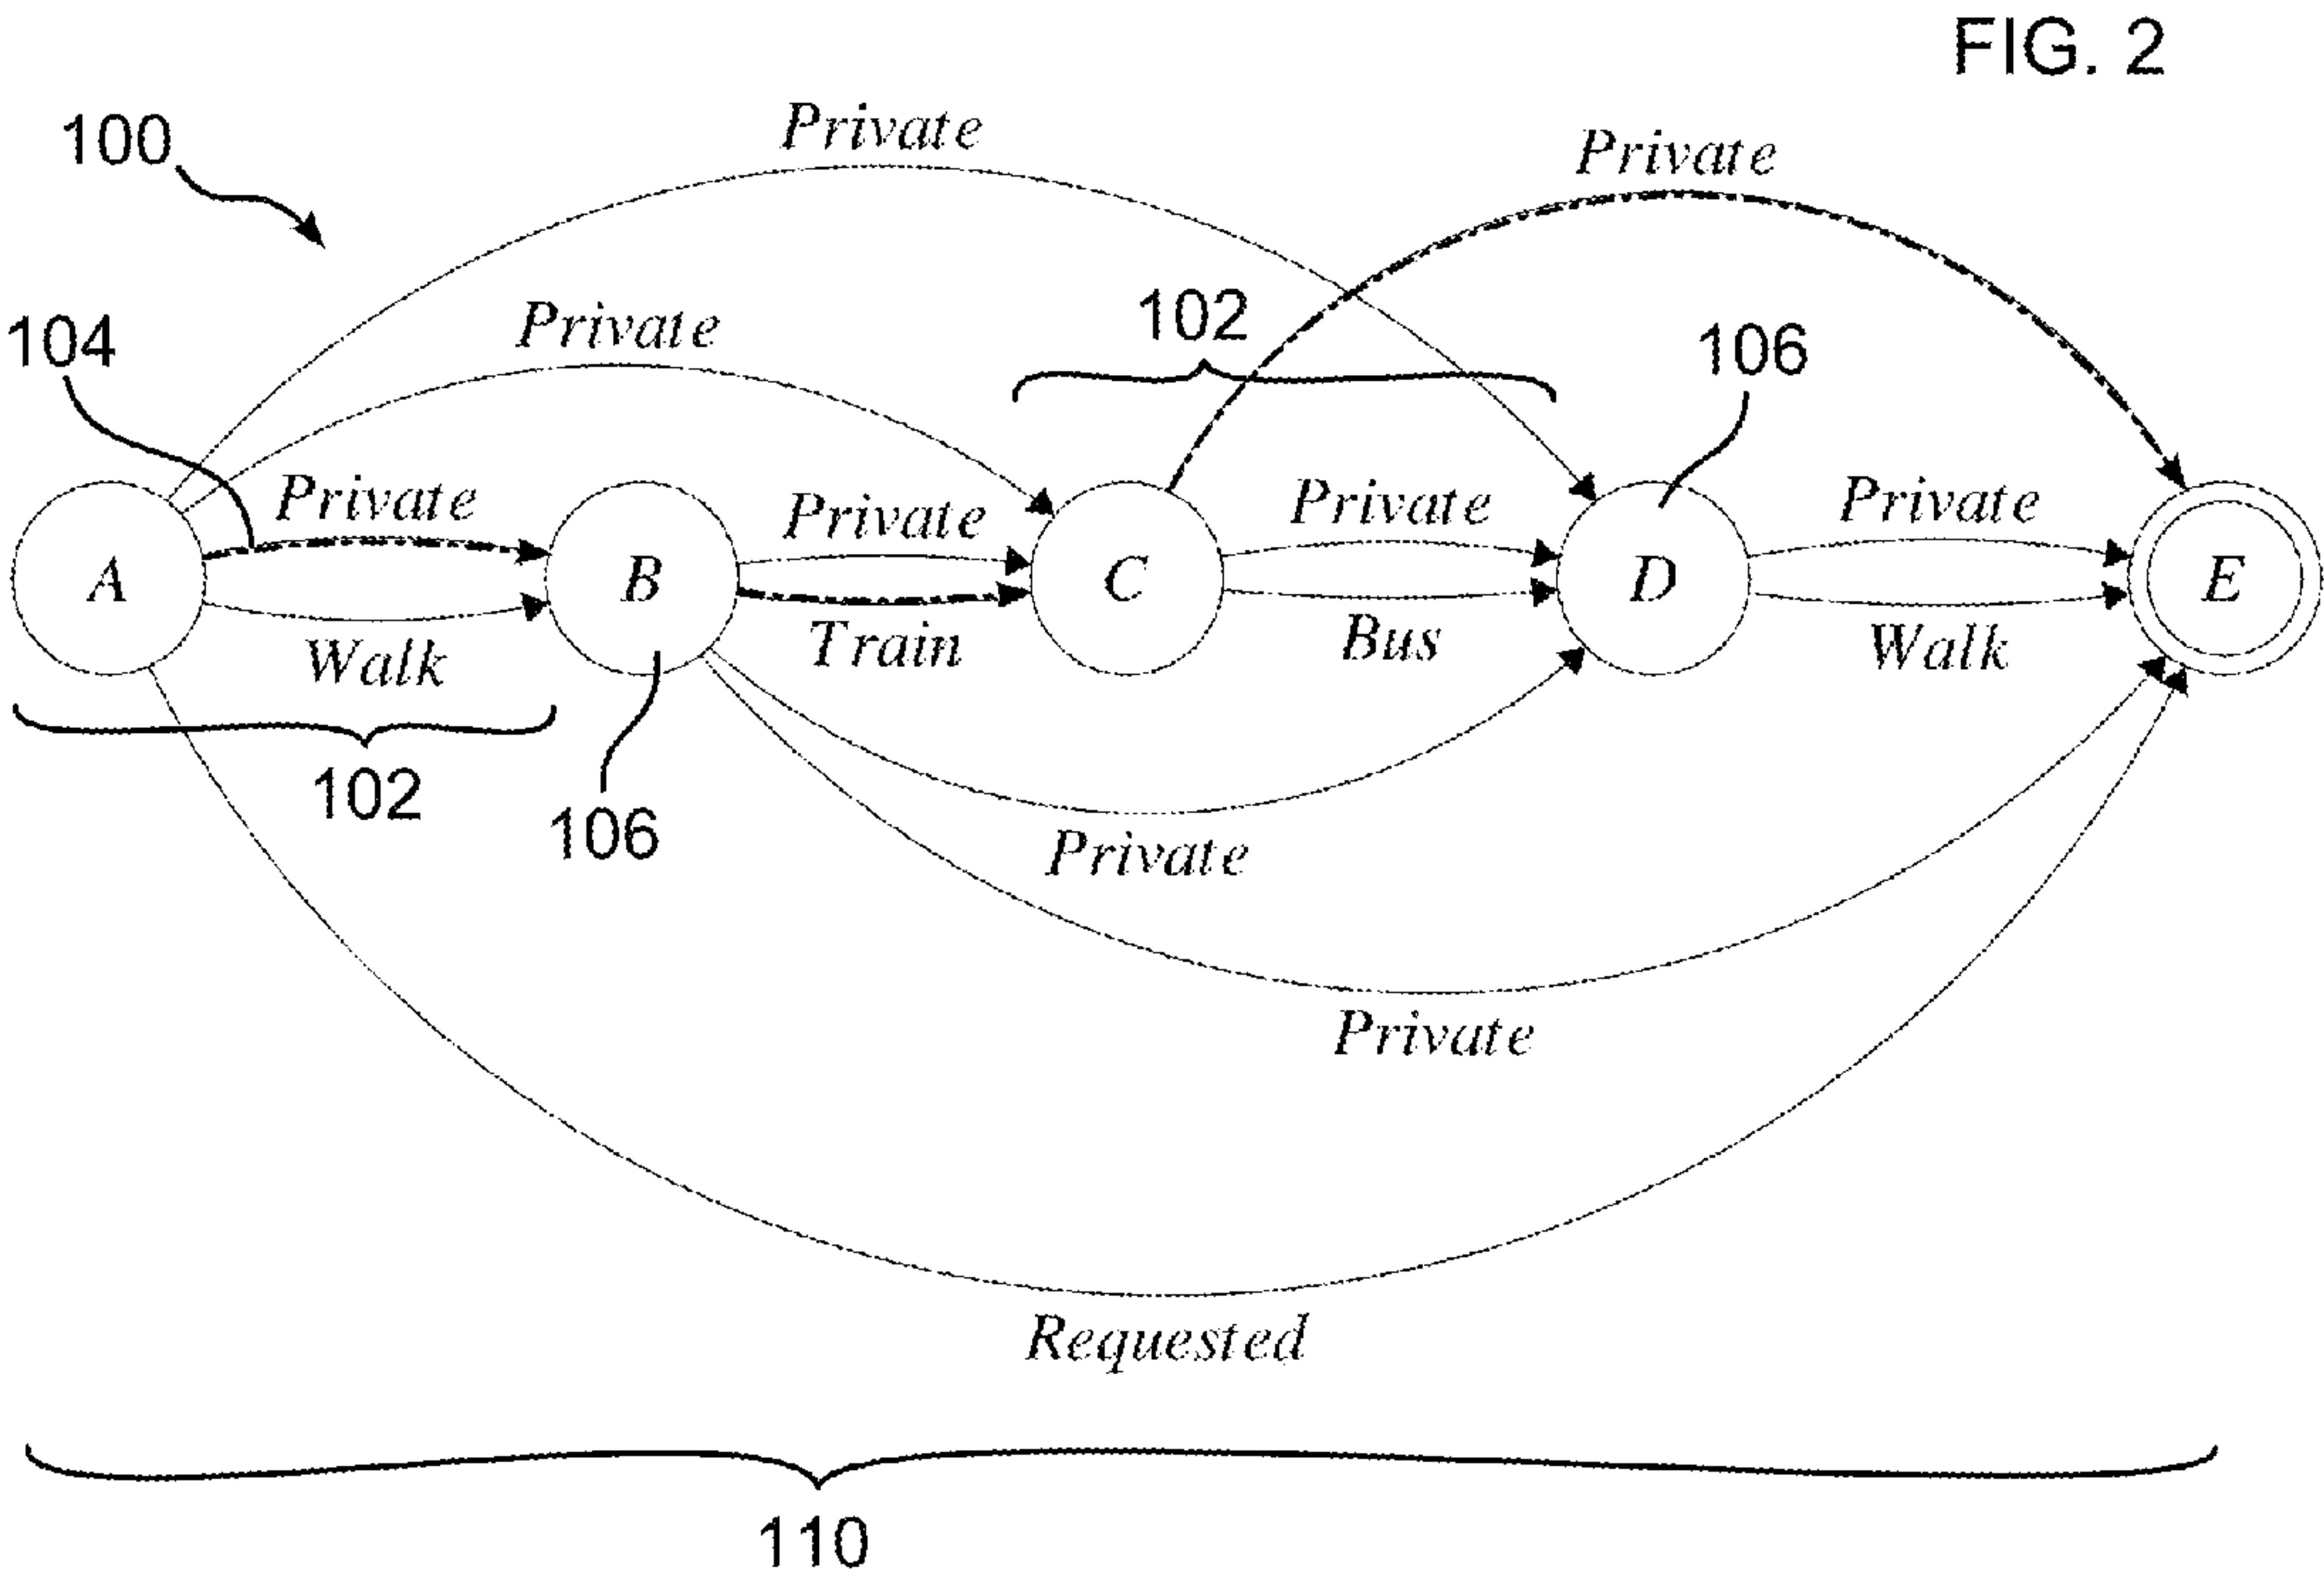 FIG. 2
100
Private
Private
104
Private
102
106
Private
Private
Private
Private
A
B
C
D
E
Walk
Train
Bus
Walk
102
106
Private
Private
Requested
110